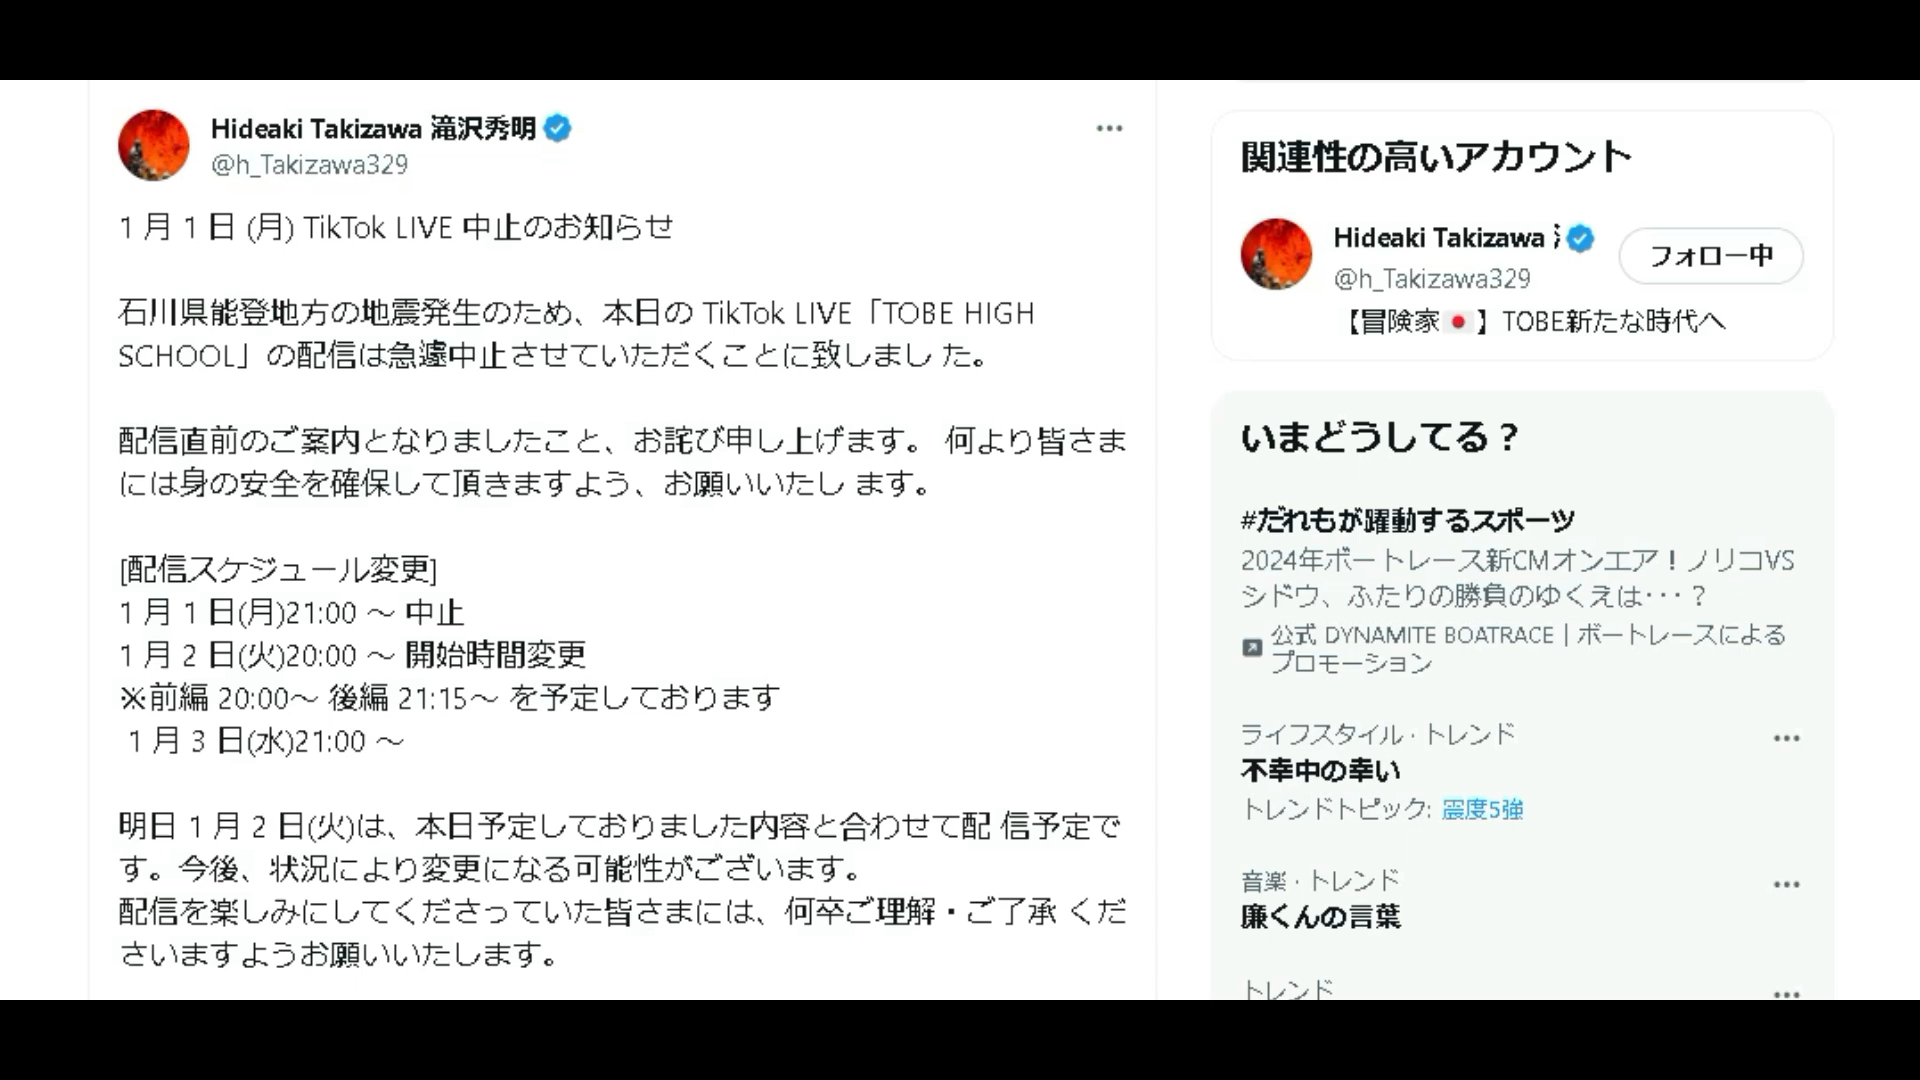 Hideaki Takizawa 滝沢秀明
@h_Takizawa329
1 月 1 日 (月) TikTok LIVE 中止のお知らせ
石川県能登地方の地震発生のため、本日の TikTok LIVE「TOBE HIGH
SCHOOL」の配信は急遽中止させていただくことに致しまし た。
配信直前のご案内となりましたこと、お詫び申し上げます。 何より皆さま
には身の安全を確保して頂きますよう、お願いいたし ます。
[配信スケジュール変更]
1 月 1 日(月)21:00 ～ 中止
1 月 2 日(火)20:00 ～ 開始時間変更
※前編 20:00～ 後編 21:15～ を予定しております
1 月 3 日(水)21:00 ～
明日 1 月 2 日(火)は、本日予定しておりました内容と合わせて配 信予定で
す。今後、状況により変更になる可能性がございます。
配信を楽しみにしてくださっていた皆さまには、何卒ご理解・ご了承 くだ
さいますようお願いいたします。
関連性の高いアカウント
Hideaki Takizawa
フォロー中
@h_Takizawa329
【冒険家🇯🇵】TOBE新たな時代へ
いまどうしてる？
#だれもが躍動するスポーツ
2024年ボートレース新CMオンエア！ノリコVS
シドウ、ふたりの勝負のゆくえは･･･？
公式 DYNAMITE BOATRACE | ボートレースによる
プロモーション
ライフスタイル · トレンド
不幸中の幸い
トレンドトピック: 震度5強
音楽 · トレンド
廉くんの言葉
トレンド